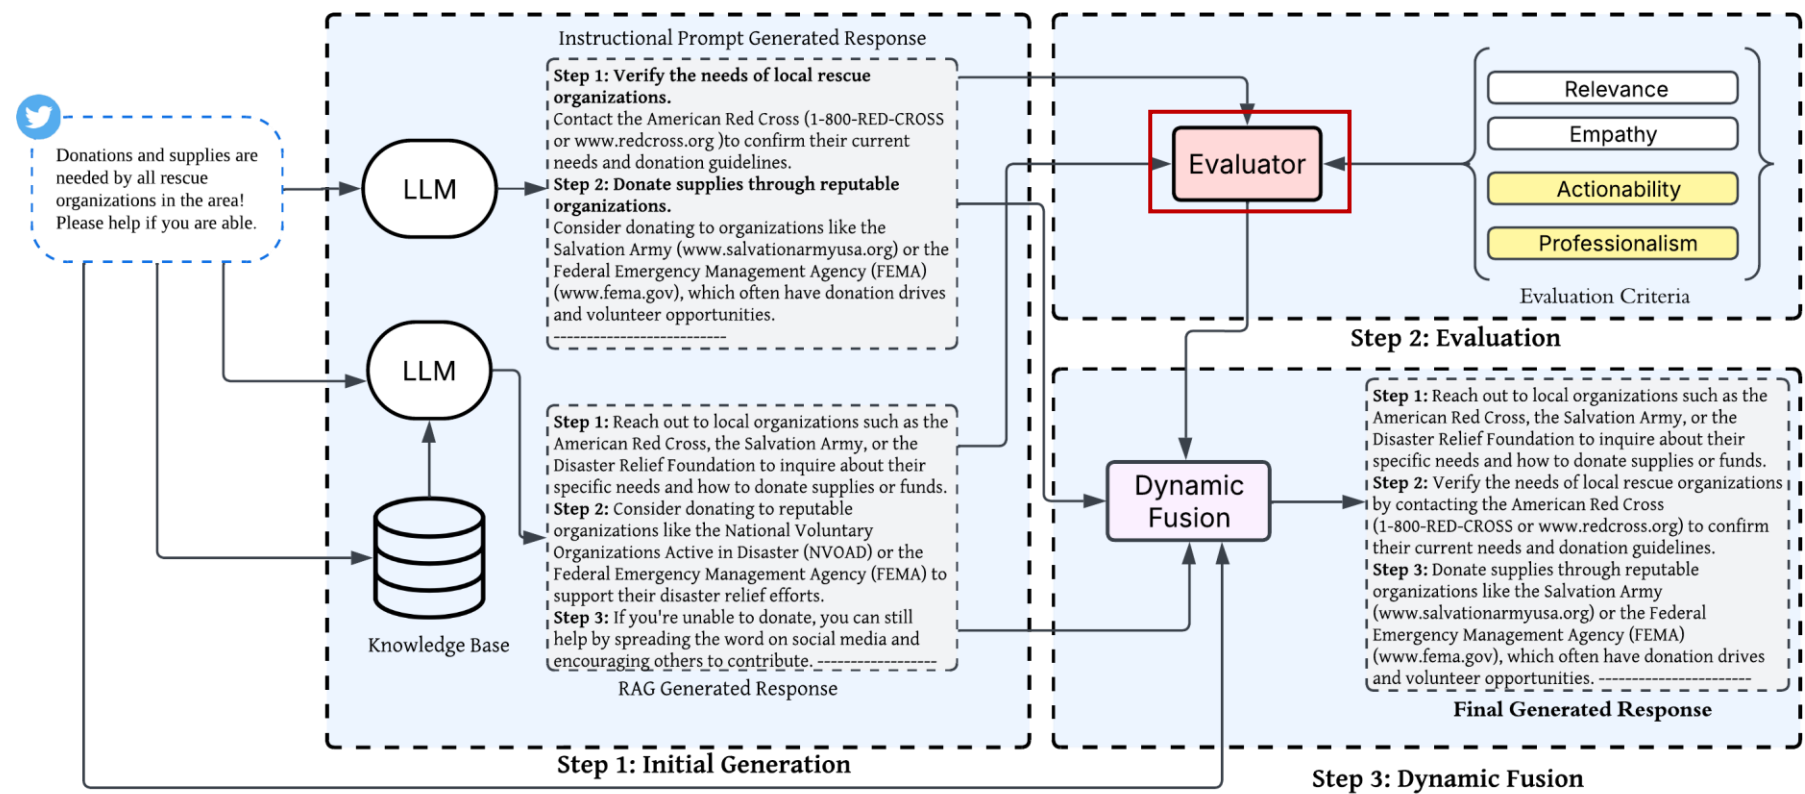 Donations and supplies are
needed by all rescue
organizations in the area!
Please help if you are able.
Instructional Prompt Generated Response
LLM
Step 1: Verify the needs of local rescue
organizations.
Contact the American Red Cross (1-800-RED-CROSS
or www.redcross.org )to confirm their current
needs and donation guidelines.
Step 2: Donate supplies through reputable
organizations.
Consider donating to organizations like the
Salvation Army (www.salvationarmyusa.org) or the
Federal Emergency Management Agency (FEMA)
(www.fema.gov), which often have donation drives
and volunteer opportunities.
--------------------------
LLM
Knowledge Base
Step 1: Reach out to local organizations such as the
American Red Cross, the Salvation Army, or the
Disaster Relief Foundation to inquire about their
specific needs and how to donate supplies or funds.
Step 2: Consider donating to reputable
organizations like the National Voluntary
Organizations Active in Disaster (NVOAD) or the
Federal Emergency Management Agency (FEMA) to
support their disaster relief efforts.
Step 3: If you're unable to donate, you can still
help by spreading the word on social media and
encouraging others to contribute. ------------------
RAG Generated Response
Step 1: Initial Generation
Evaluator
Relevance
Empathy
Actionability
Professionalism
Evaluation Criteria
Step 2: Evaluation
Dynamic
Fusion
Step 1: Reach out to local organizations such as the
American Red Cross, the Salvation Army, or the
Disaster Relief Foundation to inquire about their
specific needs and how to donate supplies or funds.
Step 2: Verify the needs of local rescue organizations
by contacting the American Red Cross
(1-800-RED-CROSS or www.redcross.org) to confirm
their current needs and donation guidelines.
Step 3: Donate supplies through reputable
organizations like the Salvation Army
(www.salvationarmyusa.org) or the Federal
Emergency Management Agency (FEMA)
(www.fema.gov), which often have donation drives
and volunteer opportunities. -----------------------
Final Generated Response
Step 3: Dynamic Fusion